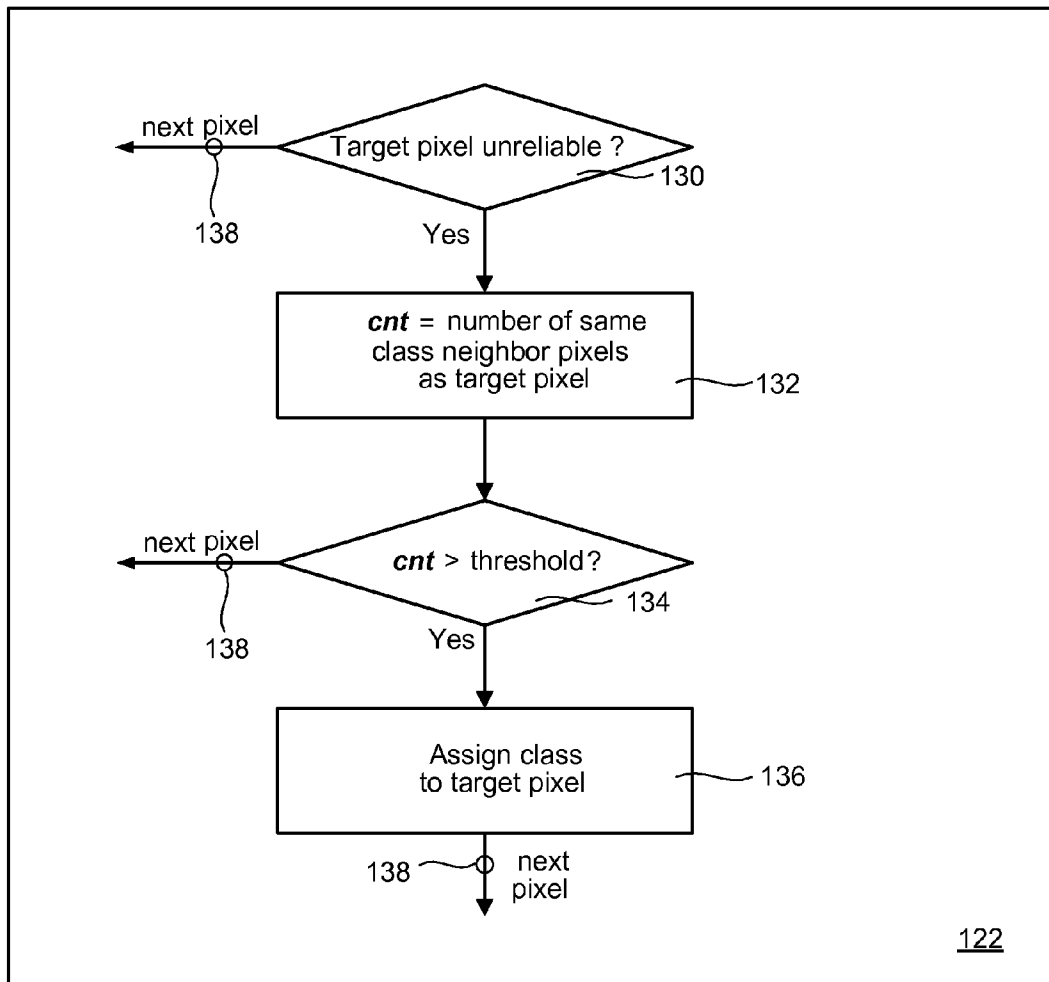 next pixel
Target pixel unreliable ?
130
138
Yes
cnt = number of same
class neighbor pixels
as target pixel
132
next pixel
cnt > threshold?
134
138
Yes
Assign class
to target pixel
136
138
next
pixel
122